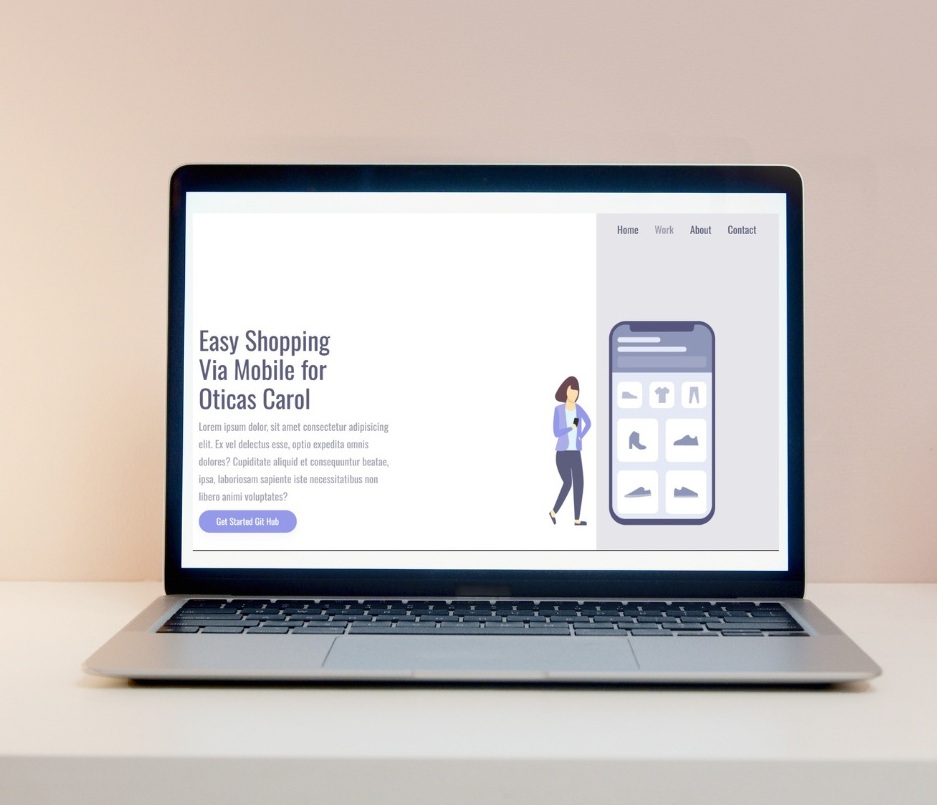 Home Work About Contact
Easy Shopping
Via Mobile for
Oticas Carol
Lorem ipsum dolor, sit amet consectetur adipisicing
elit. Ex vel delectus esse, optio expedita omnis
dolores? Cupiditate aliquid et consequuntur beatae,
ipsa, laboriosam sapiente iste necessitatibus non
libero animi voluptates?
Get Started Git Hub